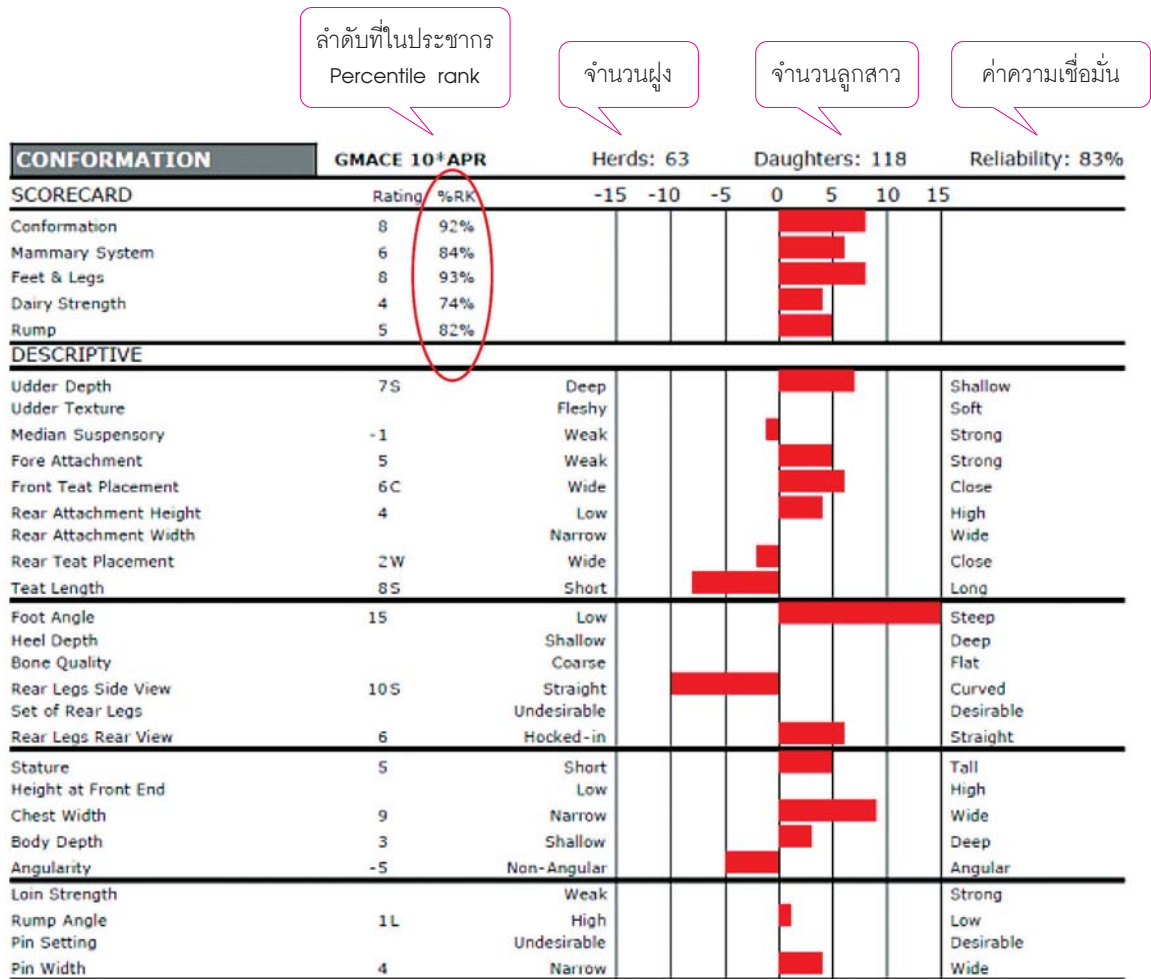 ลำดับที่ในประชากร
Percentile rank
จำนวนฝูง
จำนวนลูกสาว
ค่าความเชื่อมั่น
CONFORMATION GMACE 10*APR Herds: 63 Daughters: 118 Reliability: 83%
SCORECARD Rating %RK -15 -10 -5 0 5 10 15
Conformation 8 92%
Mammary System 6 84%
Feet & Legs 8 93%
Dairy Strength 4 74%
Rump 5 82%
DESCRIPTIVE
Udder Depth 7S Deep Shallow
Udder Texture Fleshy Soft
Median Suspensory -1 Weak Strong
Fore Attachment 5 Weak Strong
Front Teat Placement 6C Wide Close
Rear Attachment Height 4 Low High
Rear Attachment Width Narrow Wide
Rear Teat Placement 2W Wide Close
Teat Length 8S Short Long
Foot Angle 15 Low Steep
Heel Depth Shallow Deep
Bone Quality Coarse Flat
Rear Legs Side View 10S Straight Curved
Set of Rear Legs Undesirable Desirable
Rear Legs Rear View 6 Hocked-in Straight
Stature 5 Short Tall
Height at Front End Low High
Chest Width 9 Narrow Wide
Body Depth 3 Shallow Deep
Angularity -5 Non-Angular Angular
Loin Strength Weak Strong
Rump Angle 1L High Low
Pin Setting Undesirable Desirable
Pin Width 4 Narrow Wide